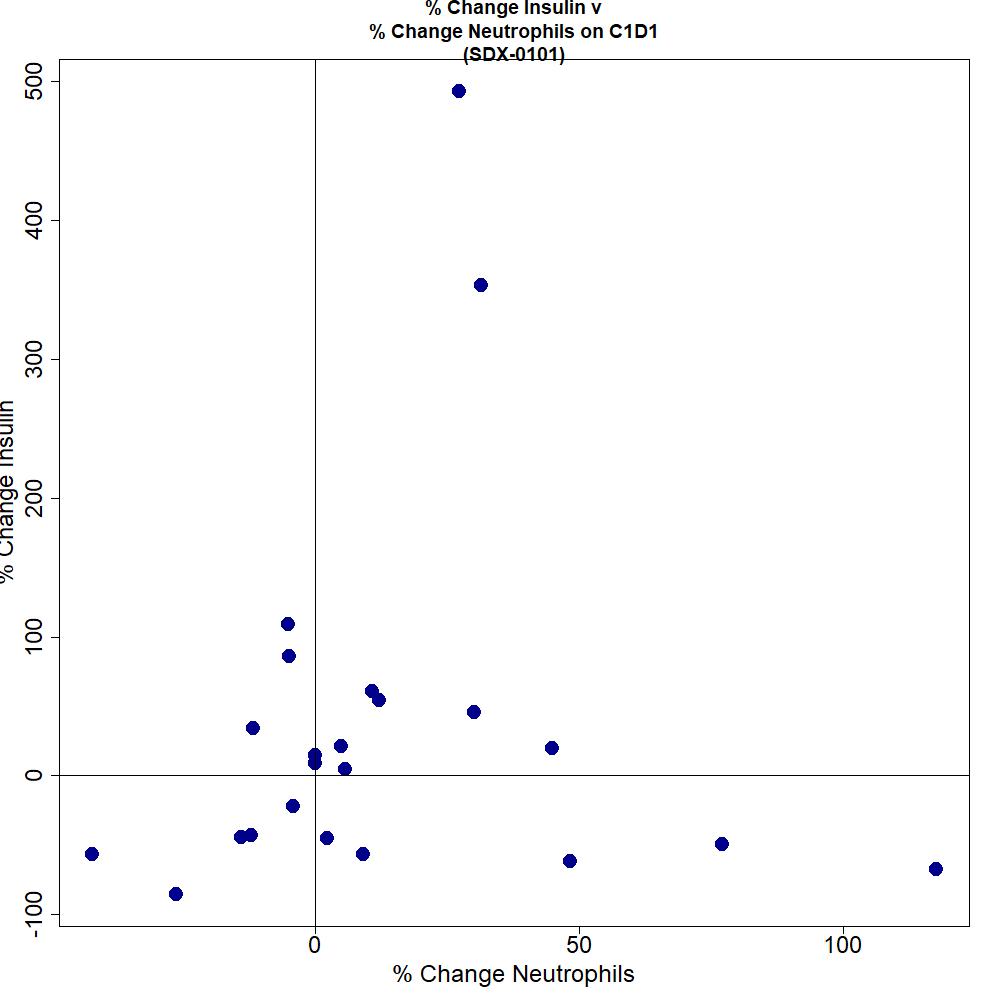 % Change Insulin v
% Change Neutrophils on C1D1
(SDX-0101)
500
400
300
200
100
0
-100
% Change Insulin
0 50 100
% Change Neutrophils